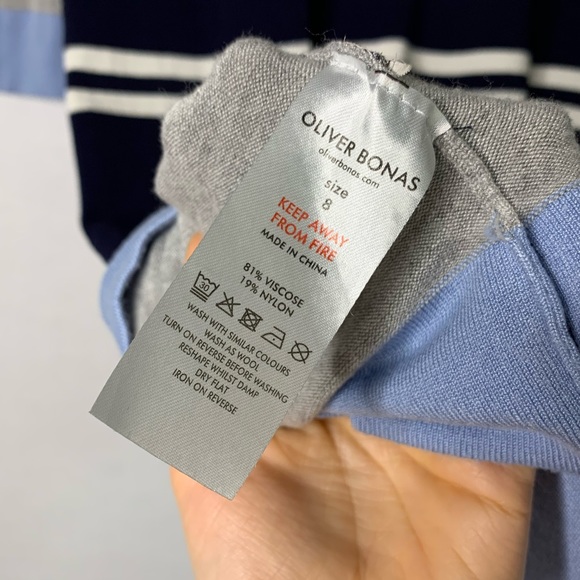 OLIVER BONAS
oliverbonas.com
size
8
KEEP AWAY
FROM FIRE
MADE IN CHINA
81% VISCOSE
19% NYLON
30
WASH WITH SIMILAR COLOURS
WASH AS WOOL
TURN ON REVERSE BEFORE WASHING
RESHAPE WHILST DAMP
DRY FLAT
IRON ON REVERSE